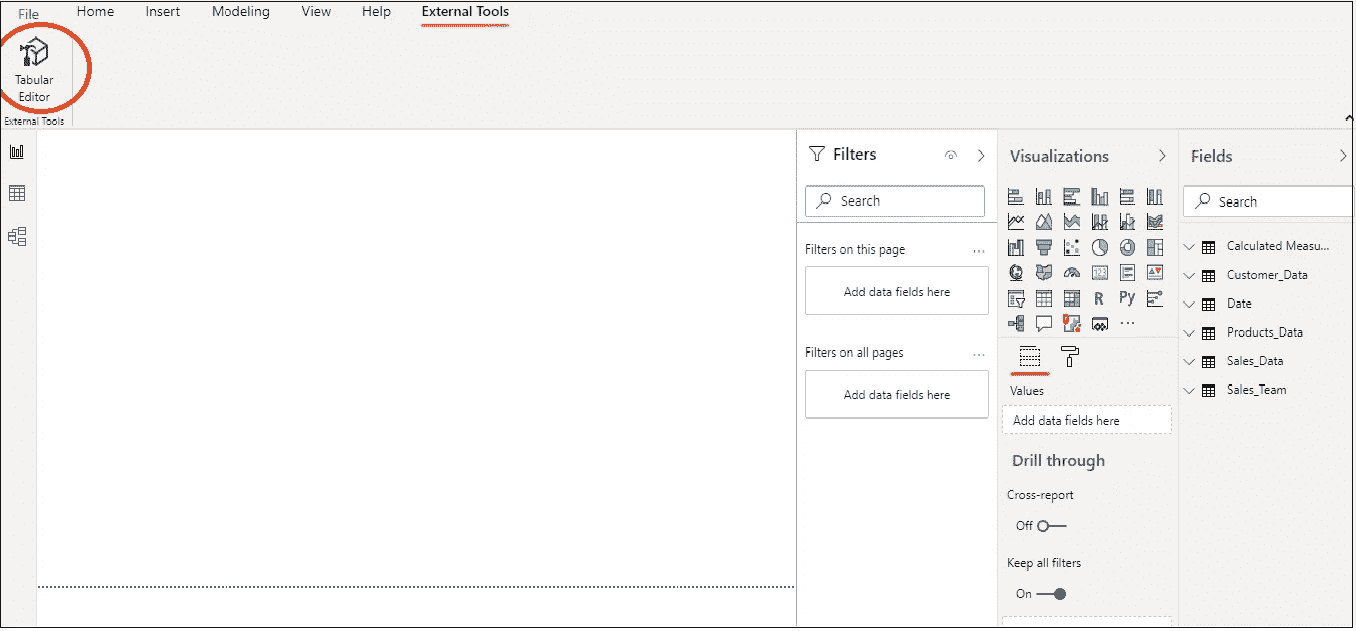 File Home Insert Modeling View Help External Tools
Tabular
Editor
External Tools
Filters
Search
Filters on this page ...
Add data fields here
Filters on all pages ...
Add data fields here
Visualizations
123
R Py
...
Values
Add data fields here
Drill through
Cross-report
Off
Keep all filters
On
Fields
Search
Calculated Measu...
Customer_Data
Date
Products_Data
Sales_Data
Sales_Team